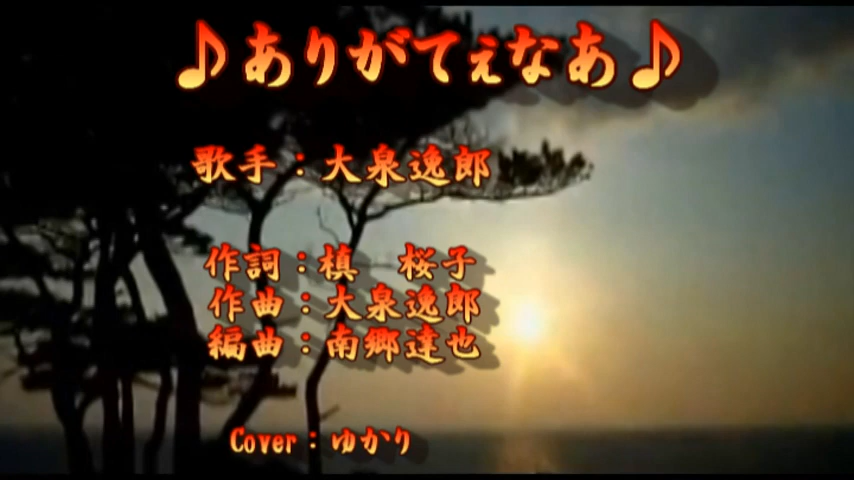 ♪ありがてぇなあ♪
歌手：大泉逸郎
作詞：槙　桜子
作曲：大泉逸郎
編曲：南郷達也
Cover：ゆかり